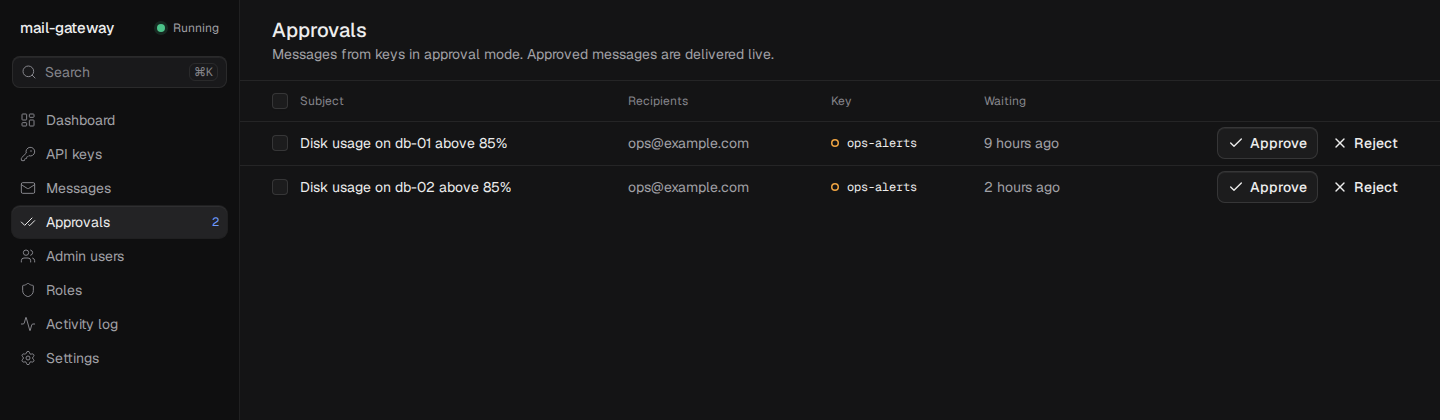 mail-gateway Running
Search ⌘K
Dashboard
API keys
Messages
Approvals 2
Admin users
Roles
Activity log
Settings
Approvals
Messages from keys in approval mode. Approved messages are delivered live.
Subject Recipients Key Waiting
Disk usage on db-01 above 85% ops@example.com ops-alerts 9 hours ago Approve Reject
Disk usage on db-02 above 85% ops@example.com ops-alerts 2 hours ago Approve Reject